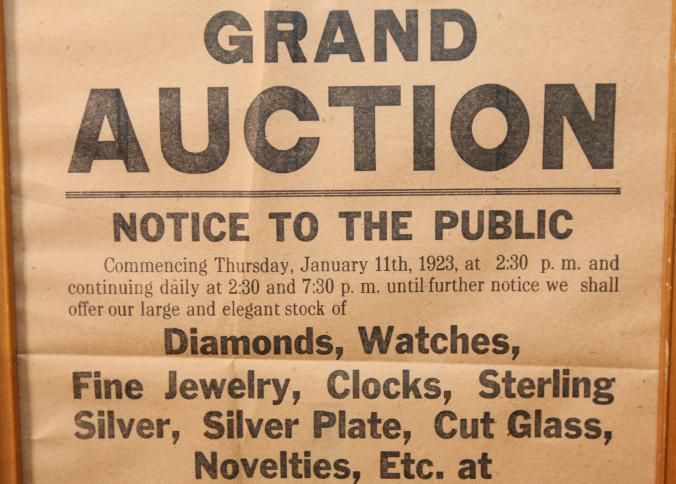 GRAND
AUCTION
NOTICE TO THE PUBLIC
Commencing Thursday, January 11th, 1923, at 2:30 p. m. and
continuing daily at 2:30 and 7:30 p. m. until further notice we shall
offer our large and elegant stock of
Diamonds, Watches,
Fine Jewelry, Clocks, Sterling
Silver, Silver Plate, Cut Glass,
Novelties, Etc. at